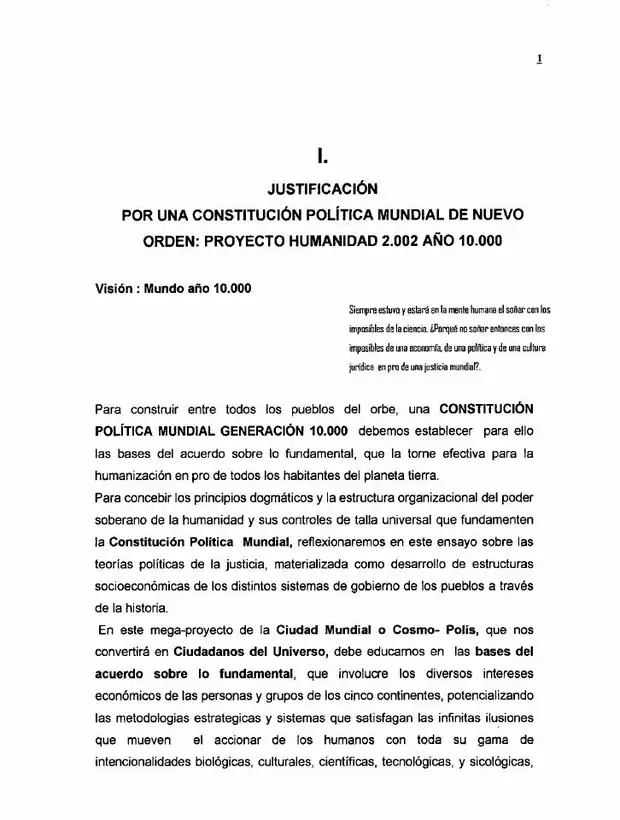 1
I.
JUSTIFICACIÓN
POR UNA CONSTITUCIÓN POLÍTICA MUNDIAL DE NUEVO
ORDEN: PROYECTO HUMANIDAD 2.002 AÑO 10.000
Visión : Mundo año 10.000
Siempre estuvo y estará en la mente humana el soñar con los
imposibles de la ciencia. ¿Porqué no soñar entonces con los
imposibles de una economía, de una política y de una cultura
jurídica en pro de una justicia mundial?.
Para construir entre todos los pueblos del orbe, una CONSTITUCIÓN
POLÍTICA MUNDIAL GENERACIÓN 10.000 debemos establecer para ello
las bases del acuerdo sobre lo fundamental, que la torne efectiva para la
humanización en pro de todos los habitantes del planeta tierra.
Para concebir los principios dogmáticos y la estructura organizacional del poder
soberano de la humanidad y sus controles de talla universal que fundamenten
la Constitución Política Mundial, reflexionaremos en este ensayo sobre las
teorías políticas de la justicia, materializada como desarrollo de estructuras
socioeconómicas de los distintos sistemas de gobierno de los pueblos a través
de la historia.
En este mega-proyecto de la Ciudad Mundial o Cosmo- Polis, que nos
convertirá en Ciudadanos del Universo, debe educarnos en las bases del
acuerdo sobre lo fundamental, que involucre los diversos intereses
económicos de las personas y grupos de los cinco continentes, potencializando
las metodologias estrategicas y sistemas que satisfagan las infinitas ilusiones
que mueven el accionar de los humanos con toda su gama de
intencionalidades biológicas, culturales, científicas, tecnológicas, y sicológicas,